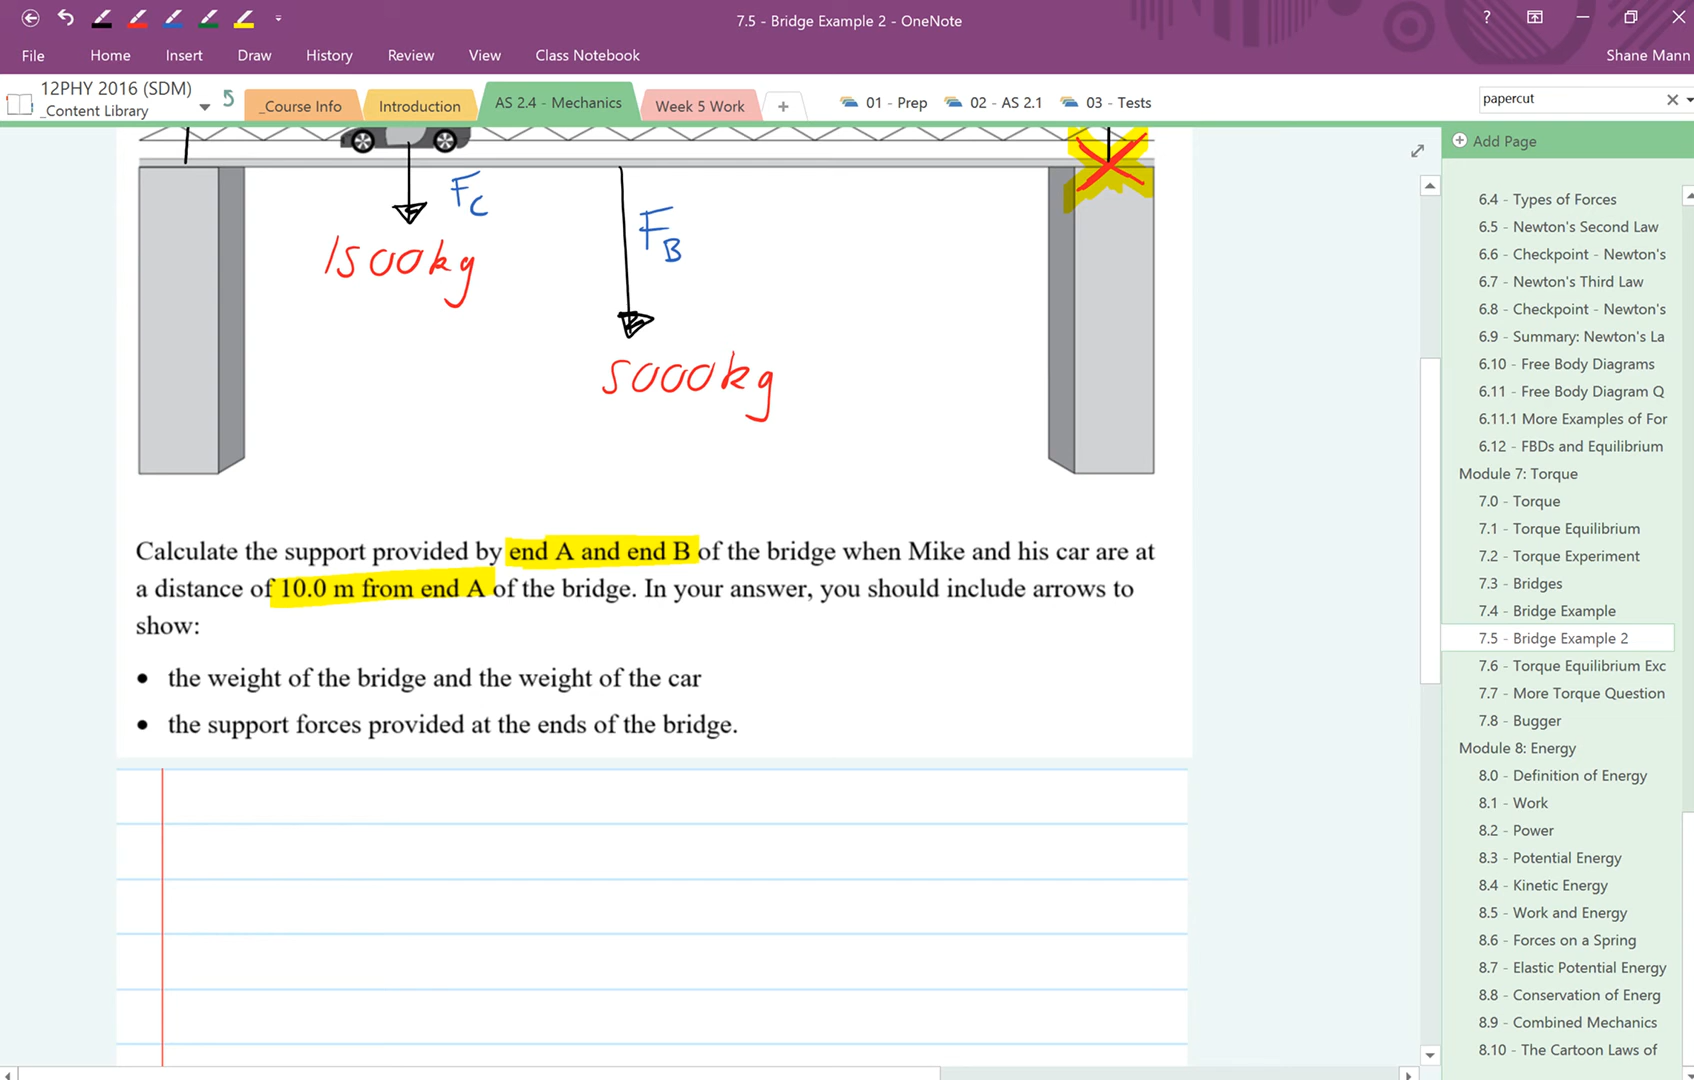 7.5 - Bridge Example 2 - OneNote
?
File Home Insert Draw History Review View Class Notebook Shane Mann
12PHY 2016 (SDM)
_Content Library
_Course Info
Introduction
AS 2.4 - Mechanics
Week 5 Work
+
01 - Prep
02 - AS 2.1
03 - Tests
papercut
Add Page
FC
1500kg
FB
5000kg
Calculate the support provided by end A and end B of the bridge when Mike and his car are at
a distance of 10.0 m from end A of the bridge. In your answer, you should include arrows to
show:
• the weight of the bridge and the weight of the car
• the support forces provided at the ends of the bridge.
6.4 - Types of Forces
6.5 - Newton's Second Law
6.6 - Checkpoint - Newton's
6.7 - Newton's Third Law
6.8 - Checkpoint - Newton's
6.9 - Summary: Newton's La
6.10 - Free Body Diagrams
6.11 - Free Body Diagram Q
6.11.1 More Examples of For
6.12 - FBDs and Equilibrium
Module 7: Torque
7.0 - Torque
7.1 - Torque Equilibrium
7.2 - Torque Experiment
7.3 - Bridges
7.4 - Bridge Example
7.5 - Bridge Example 2
7.6 - Torque Equilibrium Exc
7.7 - More Torque Question
7.8 - Bugger
Module 8: Energy
8.0 - Definition of Energy
8.1 - Work
8.2 - Power
8.3 - Potential Energy
8.4 - Kinetic Energy
8.5 - Work and Energy
8.6 - Forces on a Spring
8.7 - Elastic Potential Energy
8.8 - Conservation of Energ
8.9 - Combined Mechanics
8.10 - The Cartoon Laws of